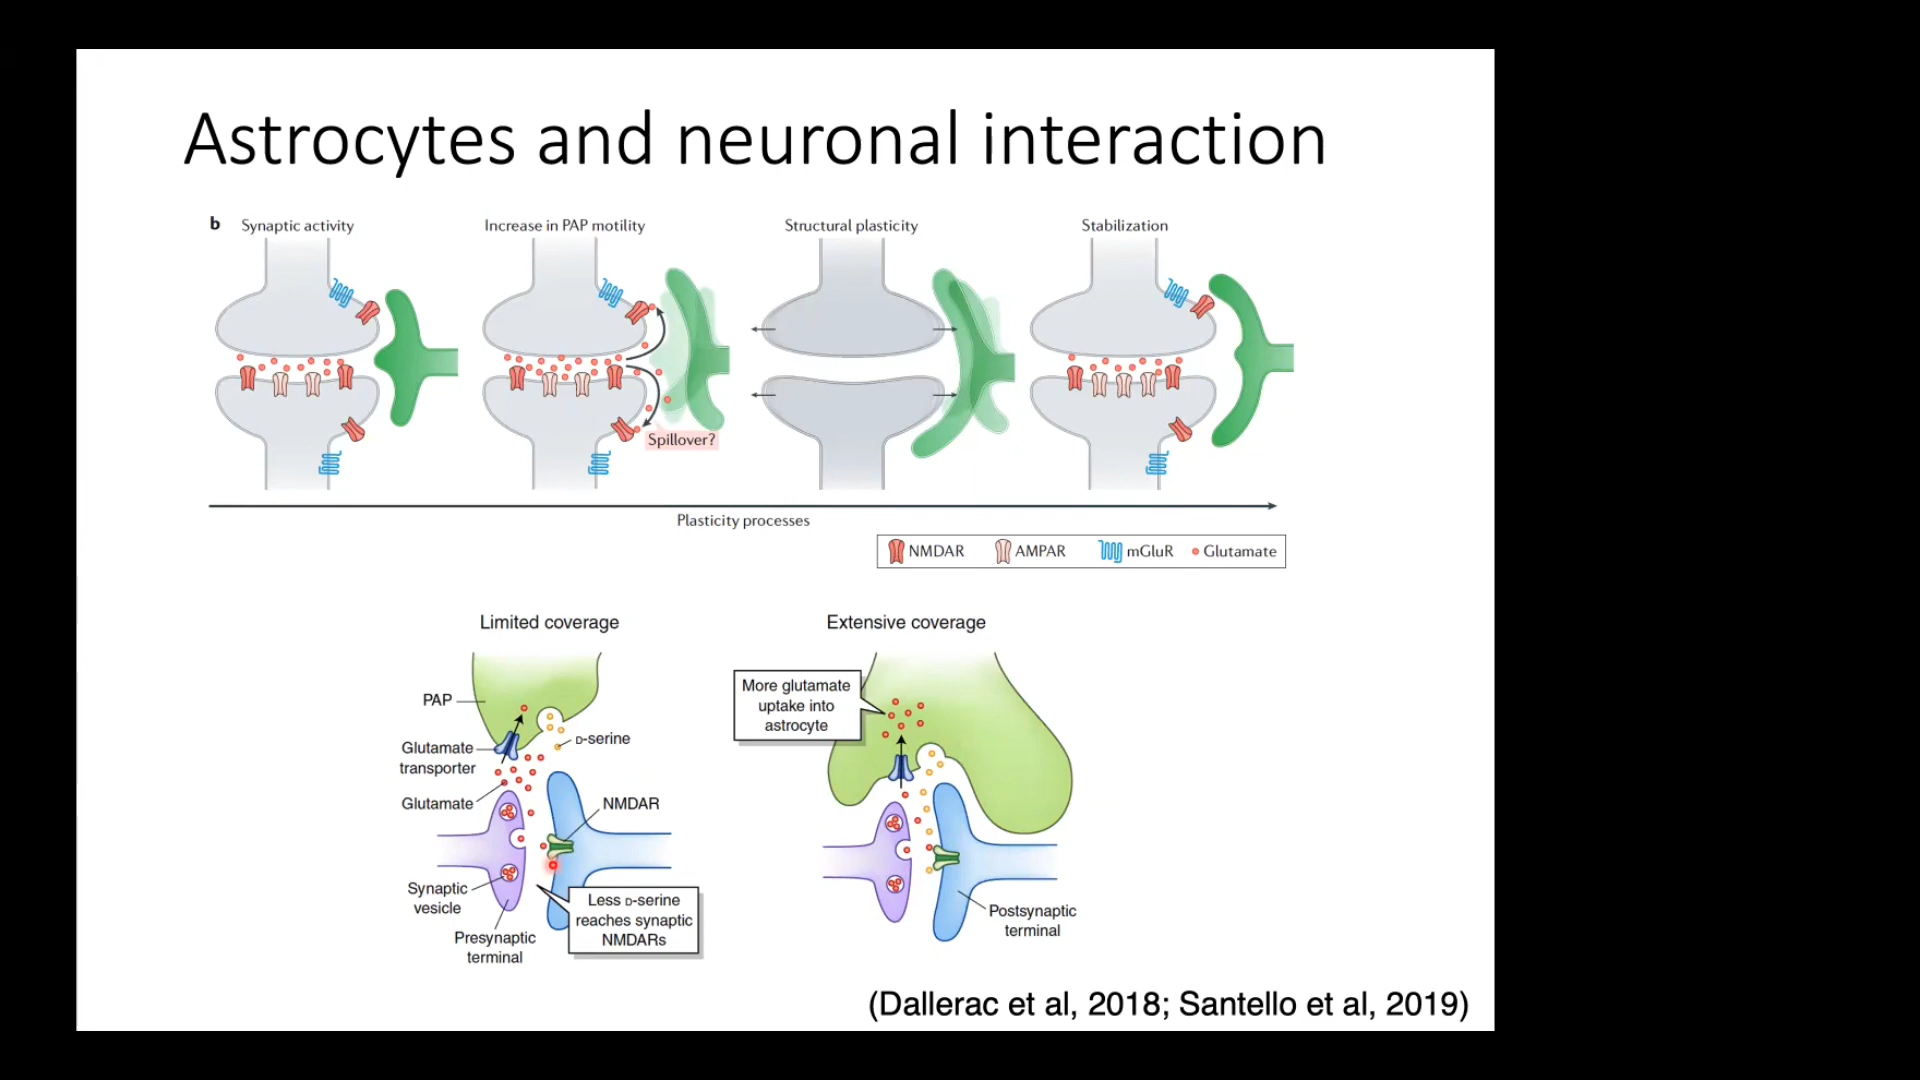 Astrocytes and neuronal interaction
b Synaptic activity
Increase in PAP motility
Structural plasticity
Stabilization
Spillover?
Plasticity processes
NMDAR
AMPAR
mGluR
Glutamate
Limited coverage
PAP
Glutamate
transporter
Glutamate
D-serine
NMDAR
Synaptic
vesicle
Presynaptic
terminal
Less D-serine
reaches synaptic
NMDARs
Extensive coverage
More glutamate
uptake into
astrocyte
Postsynaptic
terminal
(Dallerac et al, 2018; Santello et al, 2019)